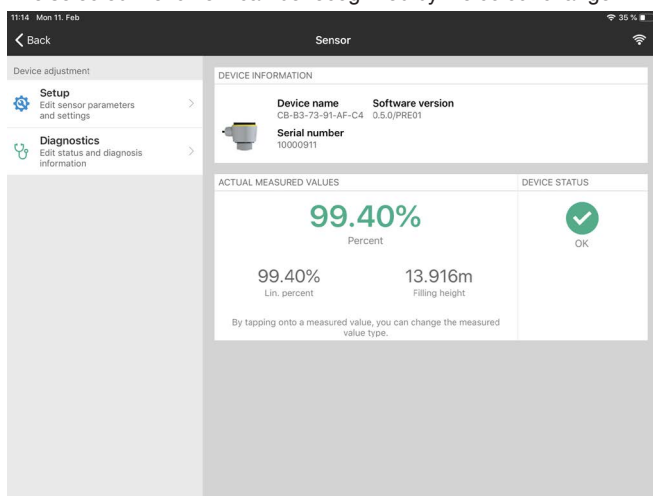 11:14 Mon 11. Feb
35 %
Back
Sensor
Device adjustment
Setup
Edit sensor parameters
and settings
Diagnostics
Edit status and diagnosis
information
DEVICE INFORMATION
Device name Software version
CB-B3-73-91-AF-C4 0.5.0/PRE01
Serial number
10000911
ACTUAL MEASURED VALUES
DEVICE STATUS
99.40%
Percent
OK
99.40% 13.916m
Lin. percent Filling height
By tapping onto a measured value, you can change the measured
value type.